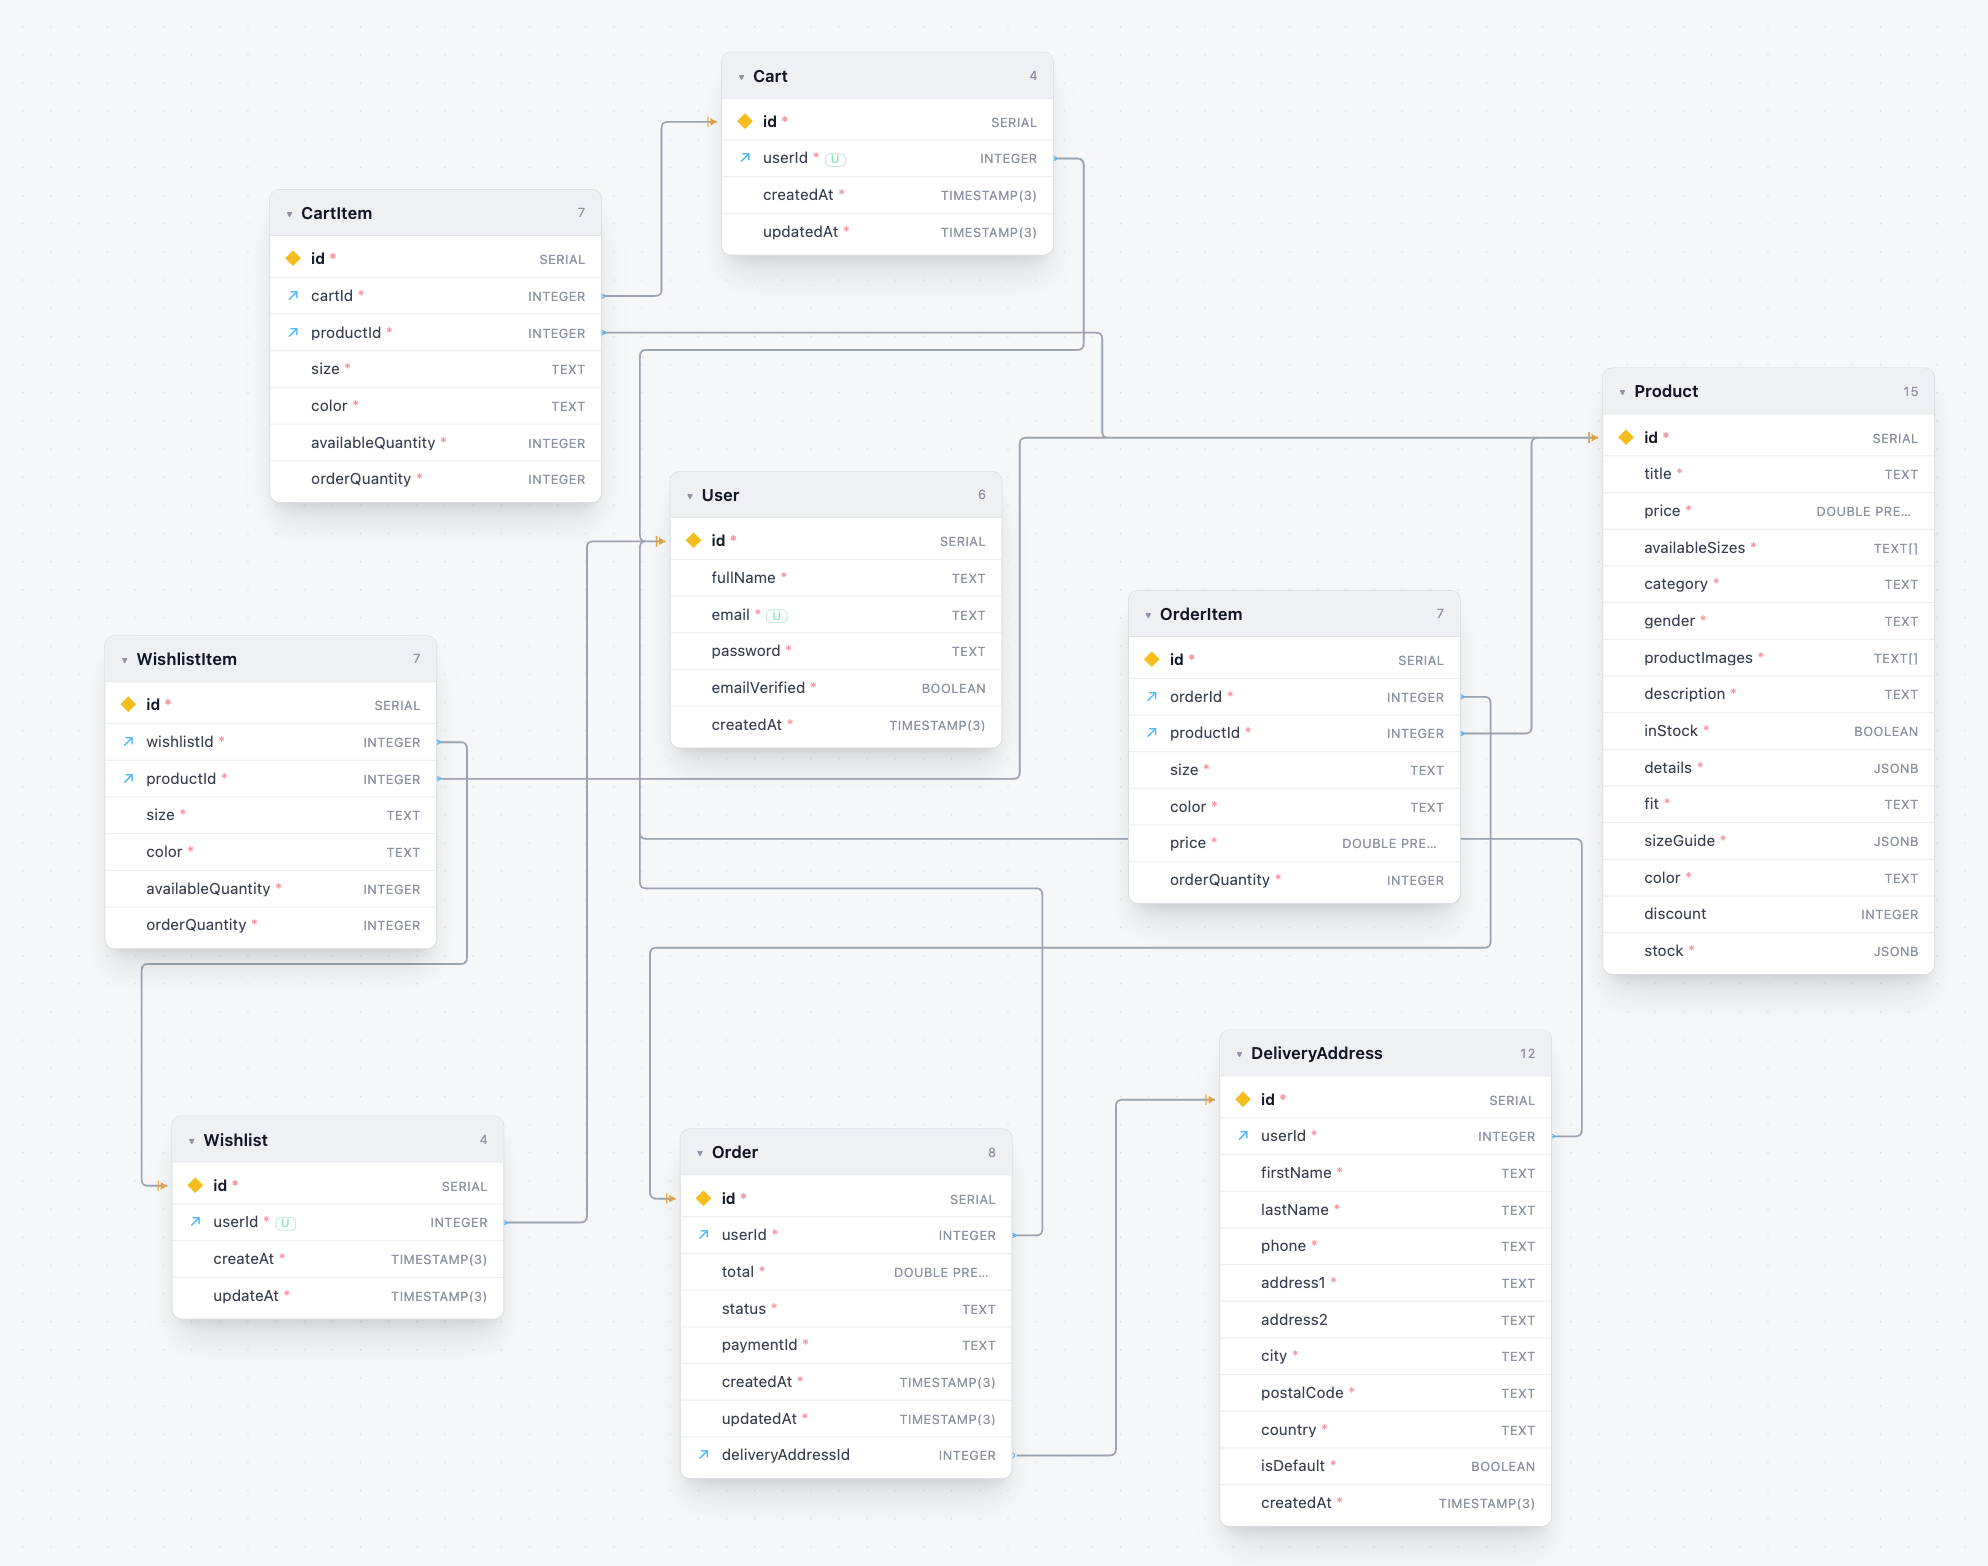 Cart 4
id * SERIAL
userId * U INTEGER
createdAt * TIMESTAMP(3)
updatedAt * TIMESTAMP(3)
CartItem 7
id * SERIAL
cartId * INTEGER
productId * INTEGER
size * TEXT
color * TEXT
availableQuantity * INTEGER
orderQuantity * INTEGER
Product 15
id * SERIAL
title * TEXT
price * DOUBLE PRE...
availableSizes * TEXT[]
category * TEXT
gender * TEXT
productImages * TEXT[]
description * TEXT
inStock * BOOLEAN
details * JSONB
fit * TEXT
sizeGuide * JSONB
color * TEXT
discount INTEGER
stock * JSONB
User 6
id * SERIAL
fullName * TEXT
email * U TEXT
password * TEXT
emailVerified * BOOLEAN
createdAt * TIMESTAMP(3)
OrderItem 7
id * SERIAL
orderId * INTEGER
productId * INTEGER
size * TEXT
color * TEXT
price * DOUBLE PRE...
orderQuantity * INTEGER
WishlistItem 7
id * SERIAL
wishlistId * INTEGER
productId * INTEGER
size * TEXT
color * TEXT
availableQuantity * INTEGER
orderQuantity * INTEGER
Wishlist 4
id * SERIAL
userId * U INTEGER
createAt * TIMESTAMP(3)
updateAt * TIMESTAMP(3)
Order 8
id * SERIAL
userId * INTEGER
total * DOUBLE PRE...
status * TEXT
paymentId * TEXT
createdAt * TIMESTAMP(3)
updatedAt * TIMESTAMP(3)
deliveryAddressId INTEGER
DeliveryAddress 12
id * SERIAL
userId * INTEGER
firstName * TEXT
lastName * TEXT
phone * TEXT
address1 * TEXT
address2 TEXT
city * TEXT
postalCode * TEXT
country * TEXT
isDefault * BOOLEAN
createdAt * TIMESTAMP(3)